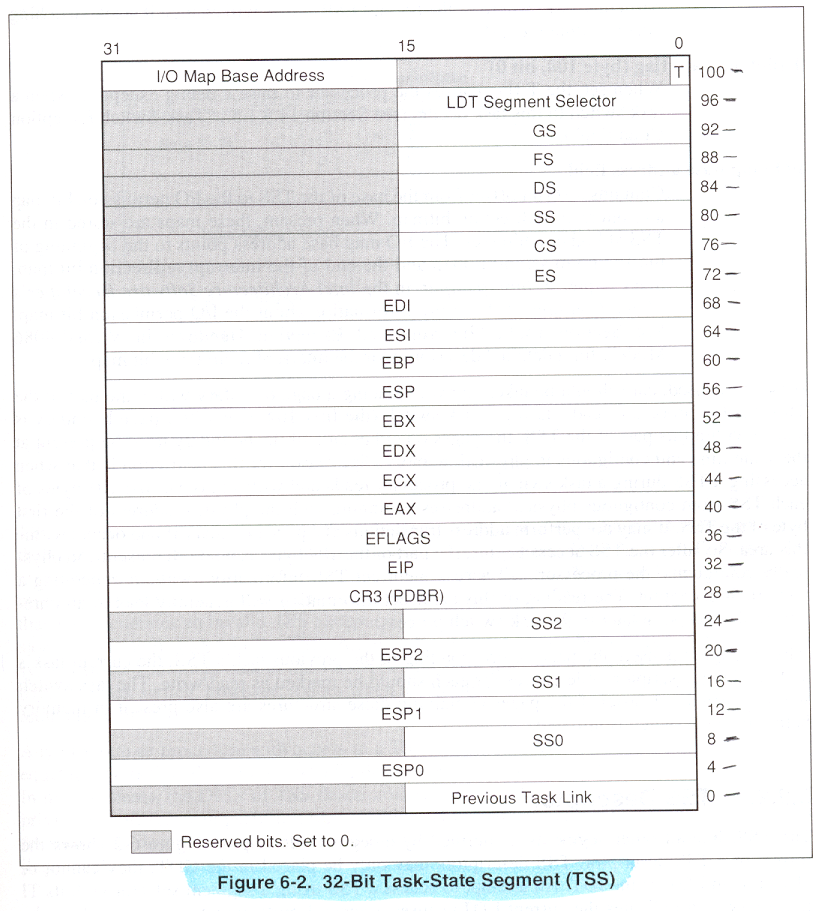 31 15 0
I/O Map Base Address T 100
LDT Segment Selector 96
GS 92
FS 88
DS 84
SS 80
CS 76
ES 72
EDI 68
ESI 64
EBP 60
ESP 56
EBX 52
EDX 48
ECX 44
EAX 40
EFLAGS 36
EIP 32
CR3 (PDBR) 28
SS2 24
ESP2 20
SS1 16
ESP1 12
SS0 8
ESP0 4
Previous Task Link 0
Reserved bits. Set to 0.
Figure 6-2. 32-Bit Task-State Segment (TSS)